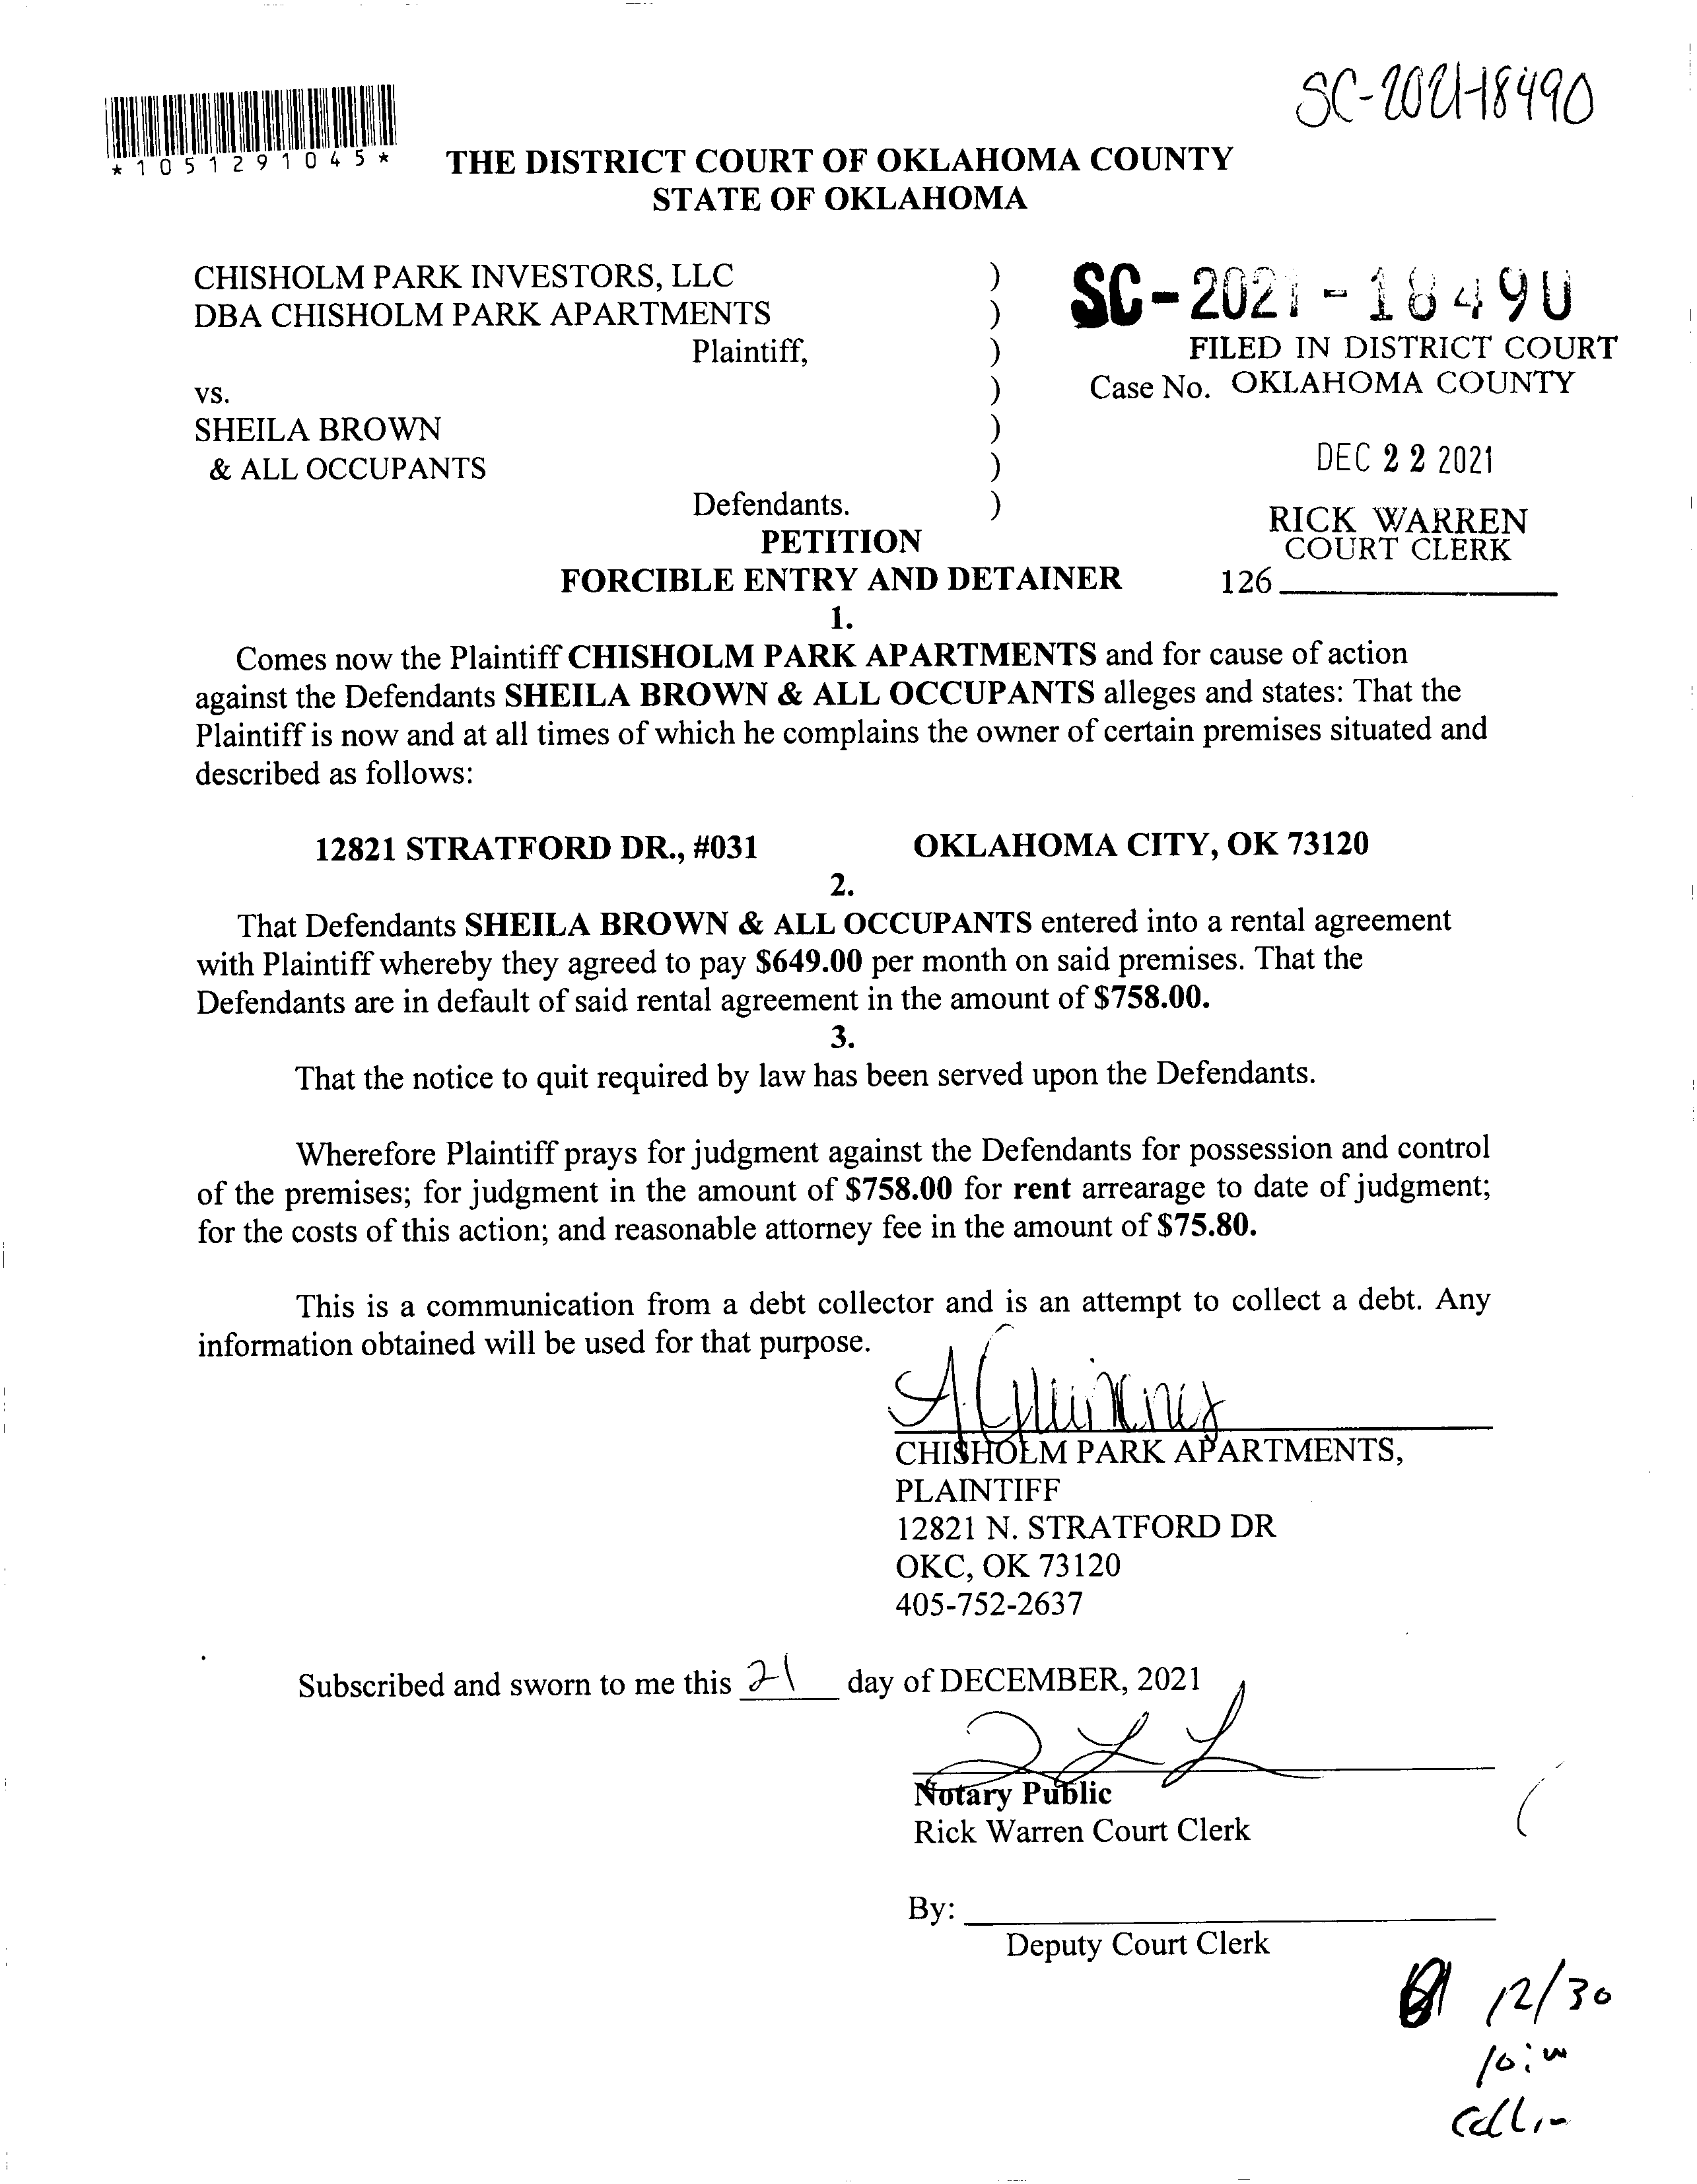 SC-2021-18490
*1051291045*
THE DISTRICT COURT OF OKLAHOMA COUNTY
STATE OF OKLAHOMA
CHISHOLM PARK INVESTORS, LLC )
DBA CHISHOLM PARK APARTMENTS )
Plaintiff, )
vs. )
SHEILA BROWN )
& ALL OCCUPANTS )
Defendants. )
SC-2021-18490
FILED IN DISTRICT COURT
Case No. OKLAHOMA COUNTY
DEC 22 2021
RICK WARREN
COURT CLERK
126
PETITION
FORCIBLE ENTRY AND DETAINER
1.
Comes now the Plaintiff CHISHOLM PARK APARTMENTS and for cause of action
against the Defendants SHEILA BROWN & ALL OCCUPANTS alleges and states: That the
Plaintiff is now and at all times of which he complains the owner of certain premises situated and
described as follows:
12821 STRATFORD DR., #031 OKLAHOMA CITY, OK 73120
2.
That Defendants SHEILA BROWN & ALL OCCUPANTS entered into a rental agreement
with Plaintiff whereby they agreed to pay $649.00 per month on said premises. That the
Defendants are in default of said rental agreement in the amount of $758.00.
3.
That the notice to quit required by law has been served upon the Defendants.
Wherefore Plaintiff prays for judgment against the Defendants for possession and control
of the premises; for judgment in the amount of $758.00 for rent arrearage to date of judgment;
for the costs of this action; and reasonable attorney fee in the amount of $75.80.
This is a communication from a debt collector and is an attempt to collect a debt. Any
information obtained will be used for that purpose.
CHISHOLM PARK APARTMENTS,
PLAINTIFF
12821 N. STRATFORD DR
OKC, OK 73120
405-752-2637
Subscribed and sworn to me this 21 day of DECEMBER, 2021
Notary Public
Rick Warren Court Clerk
By:
Deputy Court Clerk
12/30